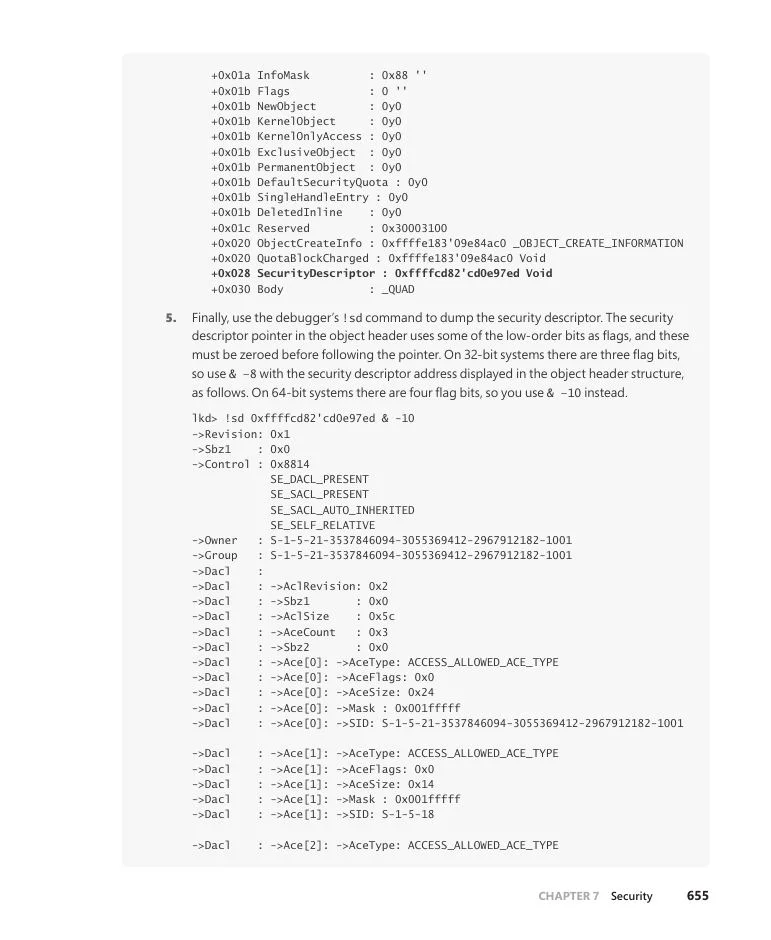 +0x01a InfoMask         : 0x88 ''
+0x01b Flags            : 0 ''
+0x01b NewObject        : 0y0
+0x01b KernelObject     : 0y0
+0x01b KernelOnlyAccess : 0y0
+0x01b ExclusiveObject  : 0y0
+0x01b PermanentObject  : 0y0
+0x01b DefaultSecurityQuota : 0y0
+0x01b SingleHandleEntry : 0y0
+0x01b DeletedInline    : 0y0
+0x01c Reserved         : 0x30003100
+0x020 ObjectCreateInfo : 0xffffe183'09e84ac0 _OBJECT_CREATE_INFORMATION
+0x020 QuotaBlockCharged : 0xffffe183'09e84ac0 Void
+0x028 SecurityDescriptor : 0xffffcd82'cd0e97ed Void
+0x030 Body             : _QUAD
5. Finally, use the debugger’s !sd command to dump the security descriptor. The security
descriptor pointer in the object header uses some of the low-order bits as flags, and these
must be zeroed before following the pointer. On 32-bit systems there are three flag bits,
so use & –8 with the security descriptor address displayed in the object header structure,
as follows. On 64-bit systems there are four flag bits, so you use & –10 instead.
lkd> !sd 0xffffcd82'cd0e97ed & -10
->Revision: 0x1
->Sbz1    : 0x0
->Control : 0x8814
            SE_DACL_PRESENT
            SE_SACL_PRESENT
            SE_SACL_AUTO_INHERITED
            SE_SELF_RELATIVE
->Owner   : S-1-5-21-3537846094-3055369412-2967912182-1001
->Group   : S-1-5-21-3537846094-3055369412-2967912182-1001
->Dacl    :
->Dacl    : ->AclRevision: 0x2
->Dacl    : ->Sbz1       : 0x0
->Dacl    : ->AclSize    : 0x5c
->Dacl    : ->AceCount   : 0x3
->Dacl    : ->Sbz2       : 0x0
->Dacl    : ->Ace[0]: ->AceType: ACCESS_ALLOWED_ACE_TYPE
->Dacl    : ->Ace[0]: ->AceFlags: 0x0
->Dacl    : ->Ace[0]: ->AceSize: 0x24
->Dacl    : ->Ace[0]: ->Mask : 0x001fffff
->Dacl    : ->Ace[0]: ->SID: S-1-5-21-3537846094-3055369412-2967912182-1001
->Dacl    : ->Ace[1]: ->AceType: ACCESS_ALLOWED_ACE_TYPE
->Dacl    : ->Ace[1]: ->AceFlags: 0x0
->Dacl    : ->Ace[1]: ->AceSize: 0x14
->Dacl    : ->Ace[1]: ->Mask : 0x001fffff
->Dacl    : ->Ace[1]: ->SID: S-1-5-18
->Dacl    : ->Ace[2]: ->AceType: ACCESS_ALLOWED_ACE_TYPE
CHAPTER 7 Security 655